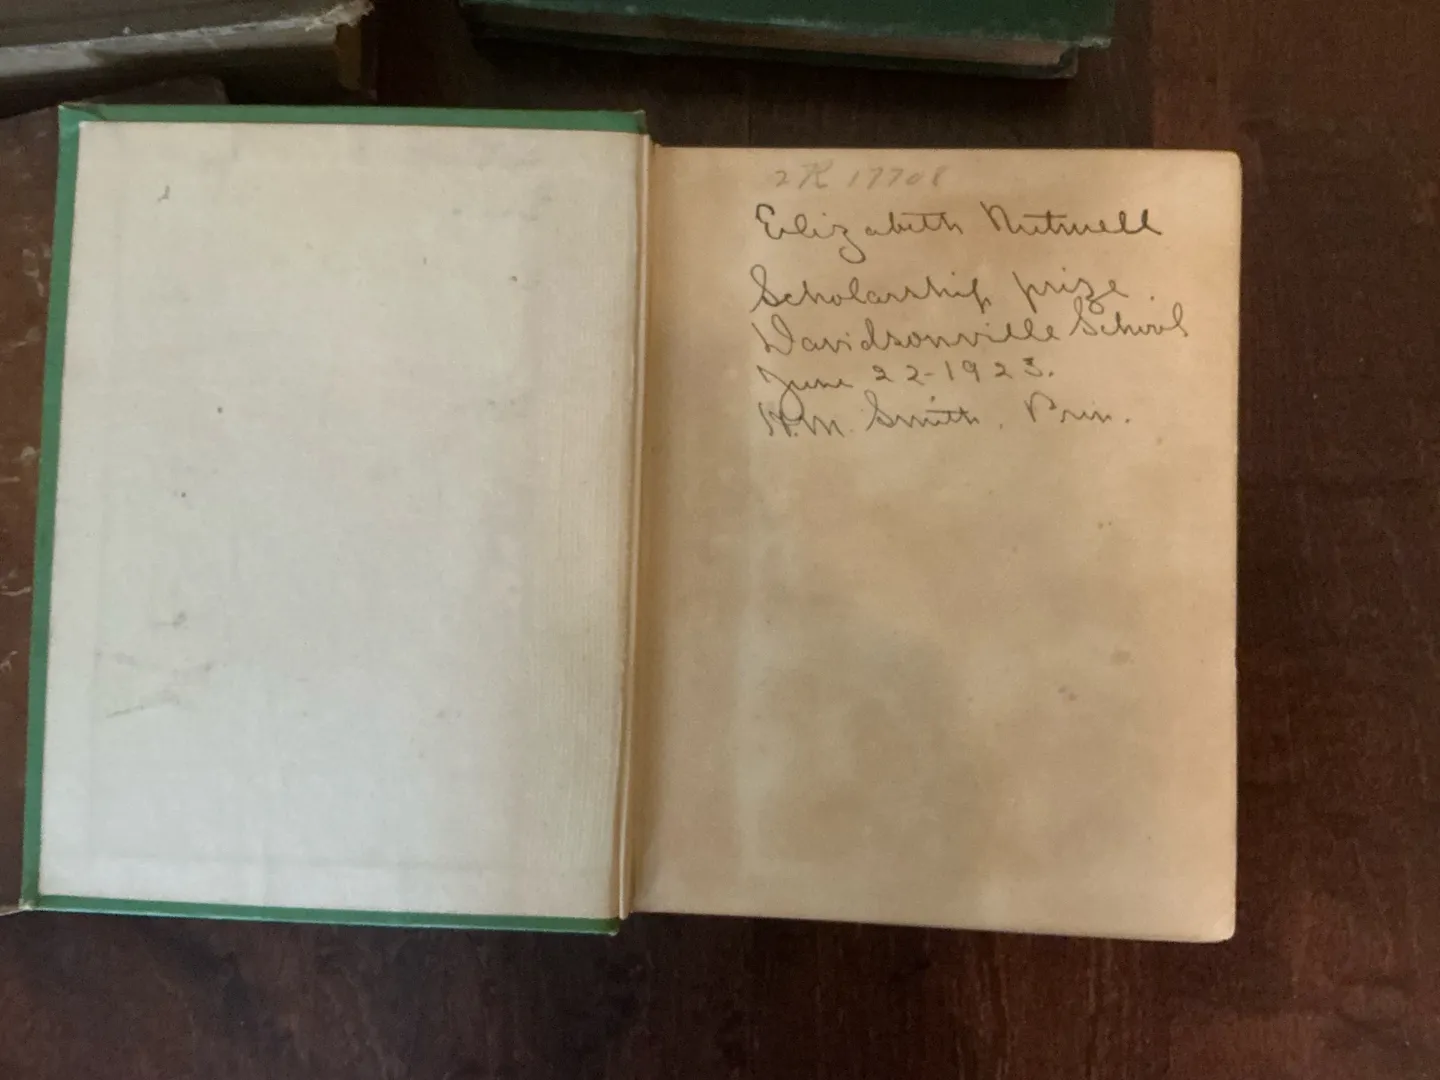 2R 17708
Elizabeth Nutwell
Scholarship prize
Davidsonville School
June 22-1923.
H.M. Smith, Prin.